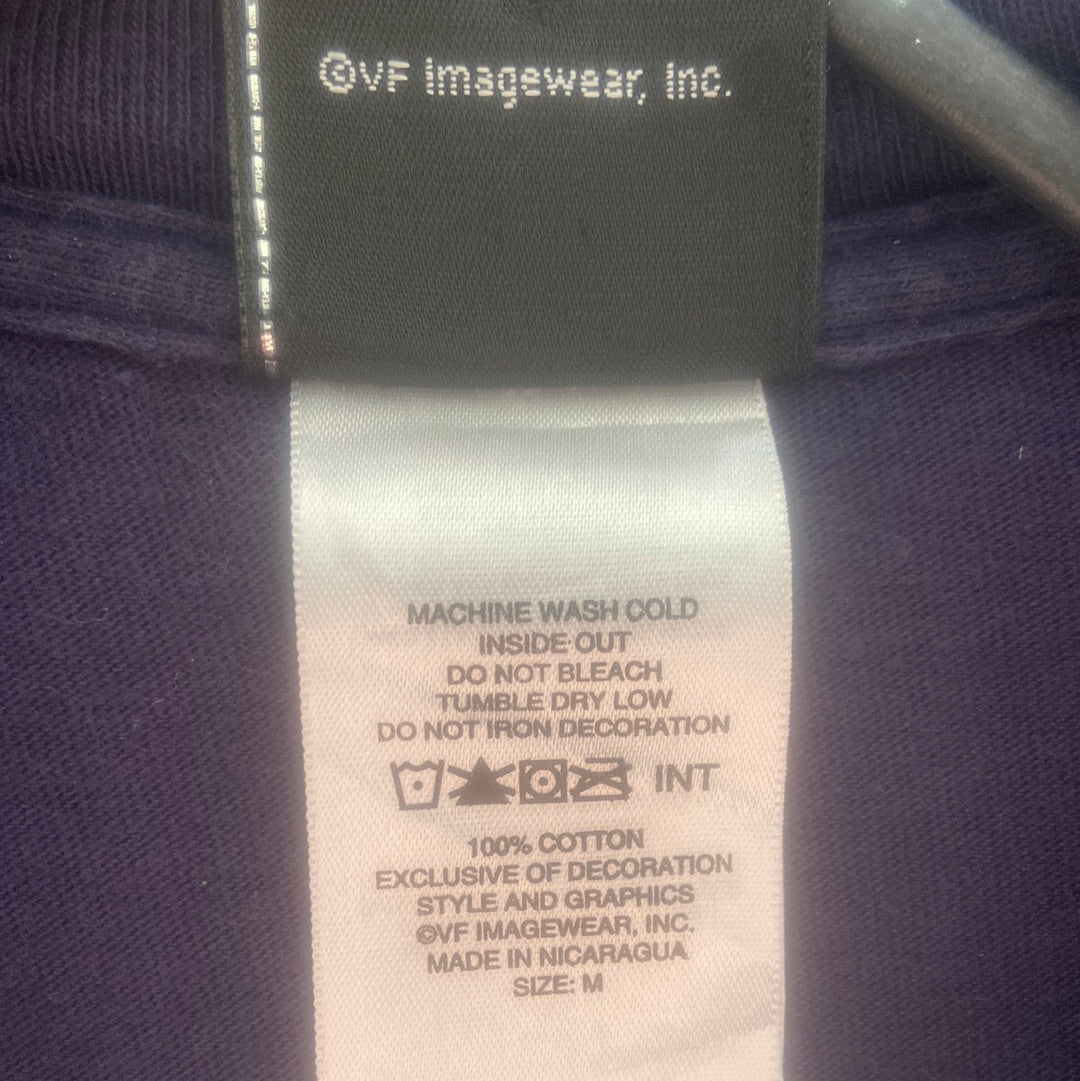 ©VF Imagewear, Inc.
MACHINE WASH COLD
INSIDE OUT
DO NOT BLEACH
TUMBLE DRY LOW
DO NOT IRON DECORATION
INT
100% COTTON
EXCLUSIVE OF DECORATION
STYLE AND GRAPHICS
©VF IMAGEWEAR, INC.
MADE IN NICARAGUA
SIZE: M